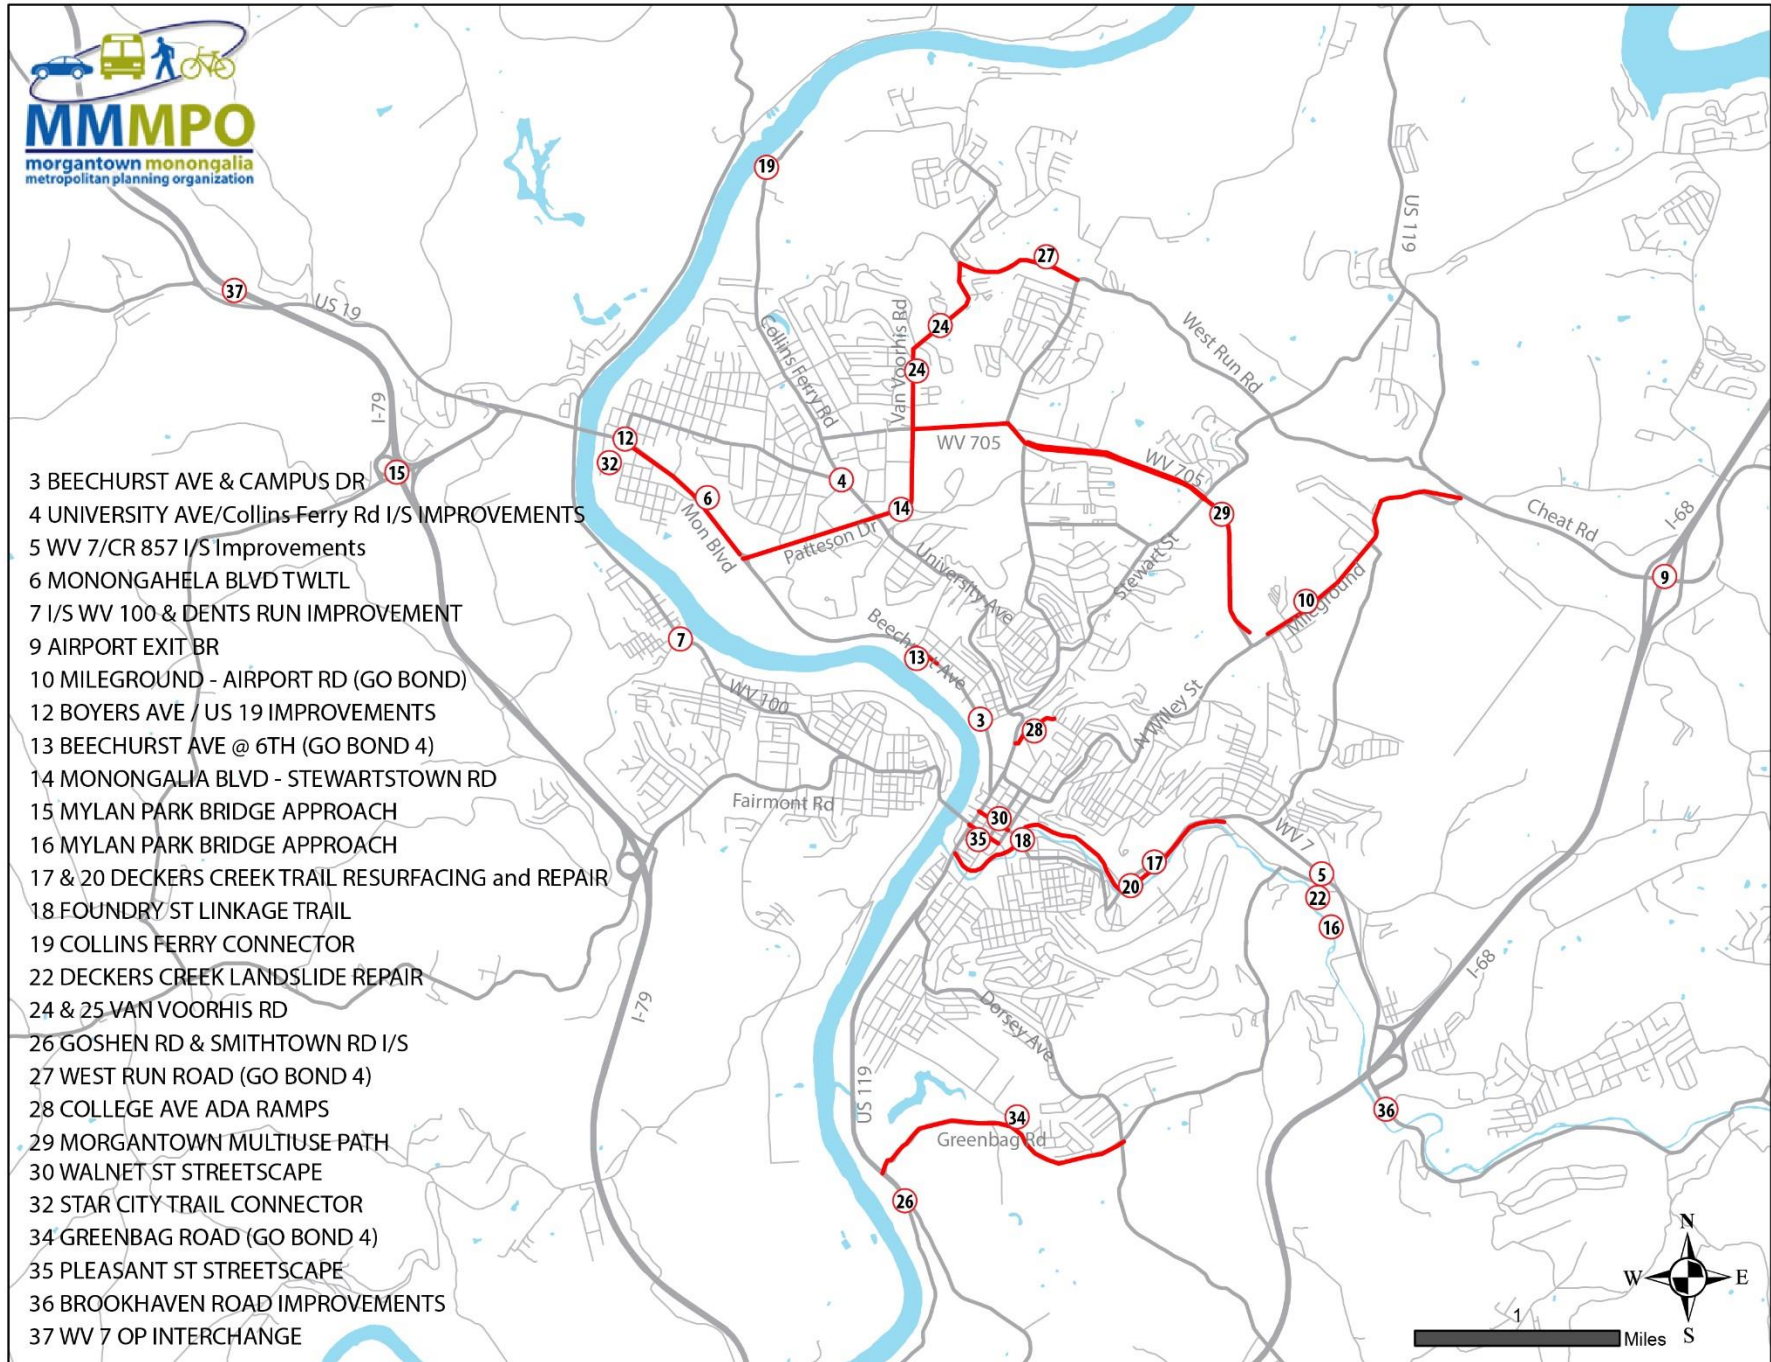 MMMPO
morgantown monongalia
metropolitan planning organization
3 BEECHURST AVE & CAMPUS DR
4 UNIVERSITY AVE/Collins Ferry Rd I/S IMPROVEMENTS
5 WV 7/CR 857 I/S Improvements
6 MONONGAHELA BLVD TWLTL
7 I/S WV 100 & DENTS RUN IMPROVEMENT
9 AIRPORT EXIT BR
10 MILEGROUND - AIRPORT RD (GO BOND)
12 BOYERS AVE / US 19 IMPROVEMENTS
13 BEECHURST AVE @ 6TH (GO BOND 4)
14 MONONGALIA BLVD - STEWARTSTOWN RD
15 MYLAN PARK BRIDGE APPROACH
16 MYLAN PARK BRIDGE APPROACH
17 & 20 DECKERS CREEK TRAIL RESURFACING and REPAIR
18 FOUNDRY ST LINKAGE TRAIL
19 COLLINS FERRY CONNECTOR
22 DECKERS CREEK LANDSLIDE REPAIR
24 & 25 VAN VOORHIS RD
26 GOSHEN RD & SMITHTOWN RD I/S
27 WEST RUN ROAD (GO BOND 4)
28 COLLEGE AVE ADA RAMPS
29 MORGANTOWN MULTIUSE PATH
30 WALNET ST STREETSCAPE
32 STAR CITY TRAIL CONNECTOR
34 GREENBAG ROAD (GO BOND 4)
35 PLEASANT ST STREETSCAPE
36 BROOKHAVEN ROAD IMPROVEMENTS
37 WV 7 OP INTERCHANGE
19
US 119
27
37
US 19
24
Collins Ferry Rd
Van Voorhis Rd
West Run Rd
24
I-79
12
WV 705
32
15
WV 705
4
6
14
29
Mon Blvd
Patteson Dr
Cheat Rd
I-68
University Ave
Stewart St
9
10
Mileground
7
Beechurst Ave
13
WV 100
3
28
N Willey St
Fairmont Rd
30
35
18
WV 7
17
20
5
22
16
I-68
I-79
Dorsey Ave
US 119
34
36
Greenbag Rd
26
N
W
E
S
1
Miles